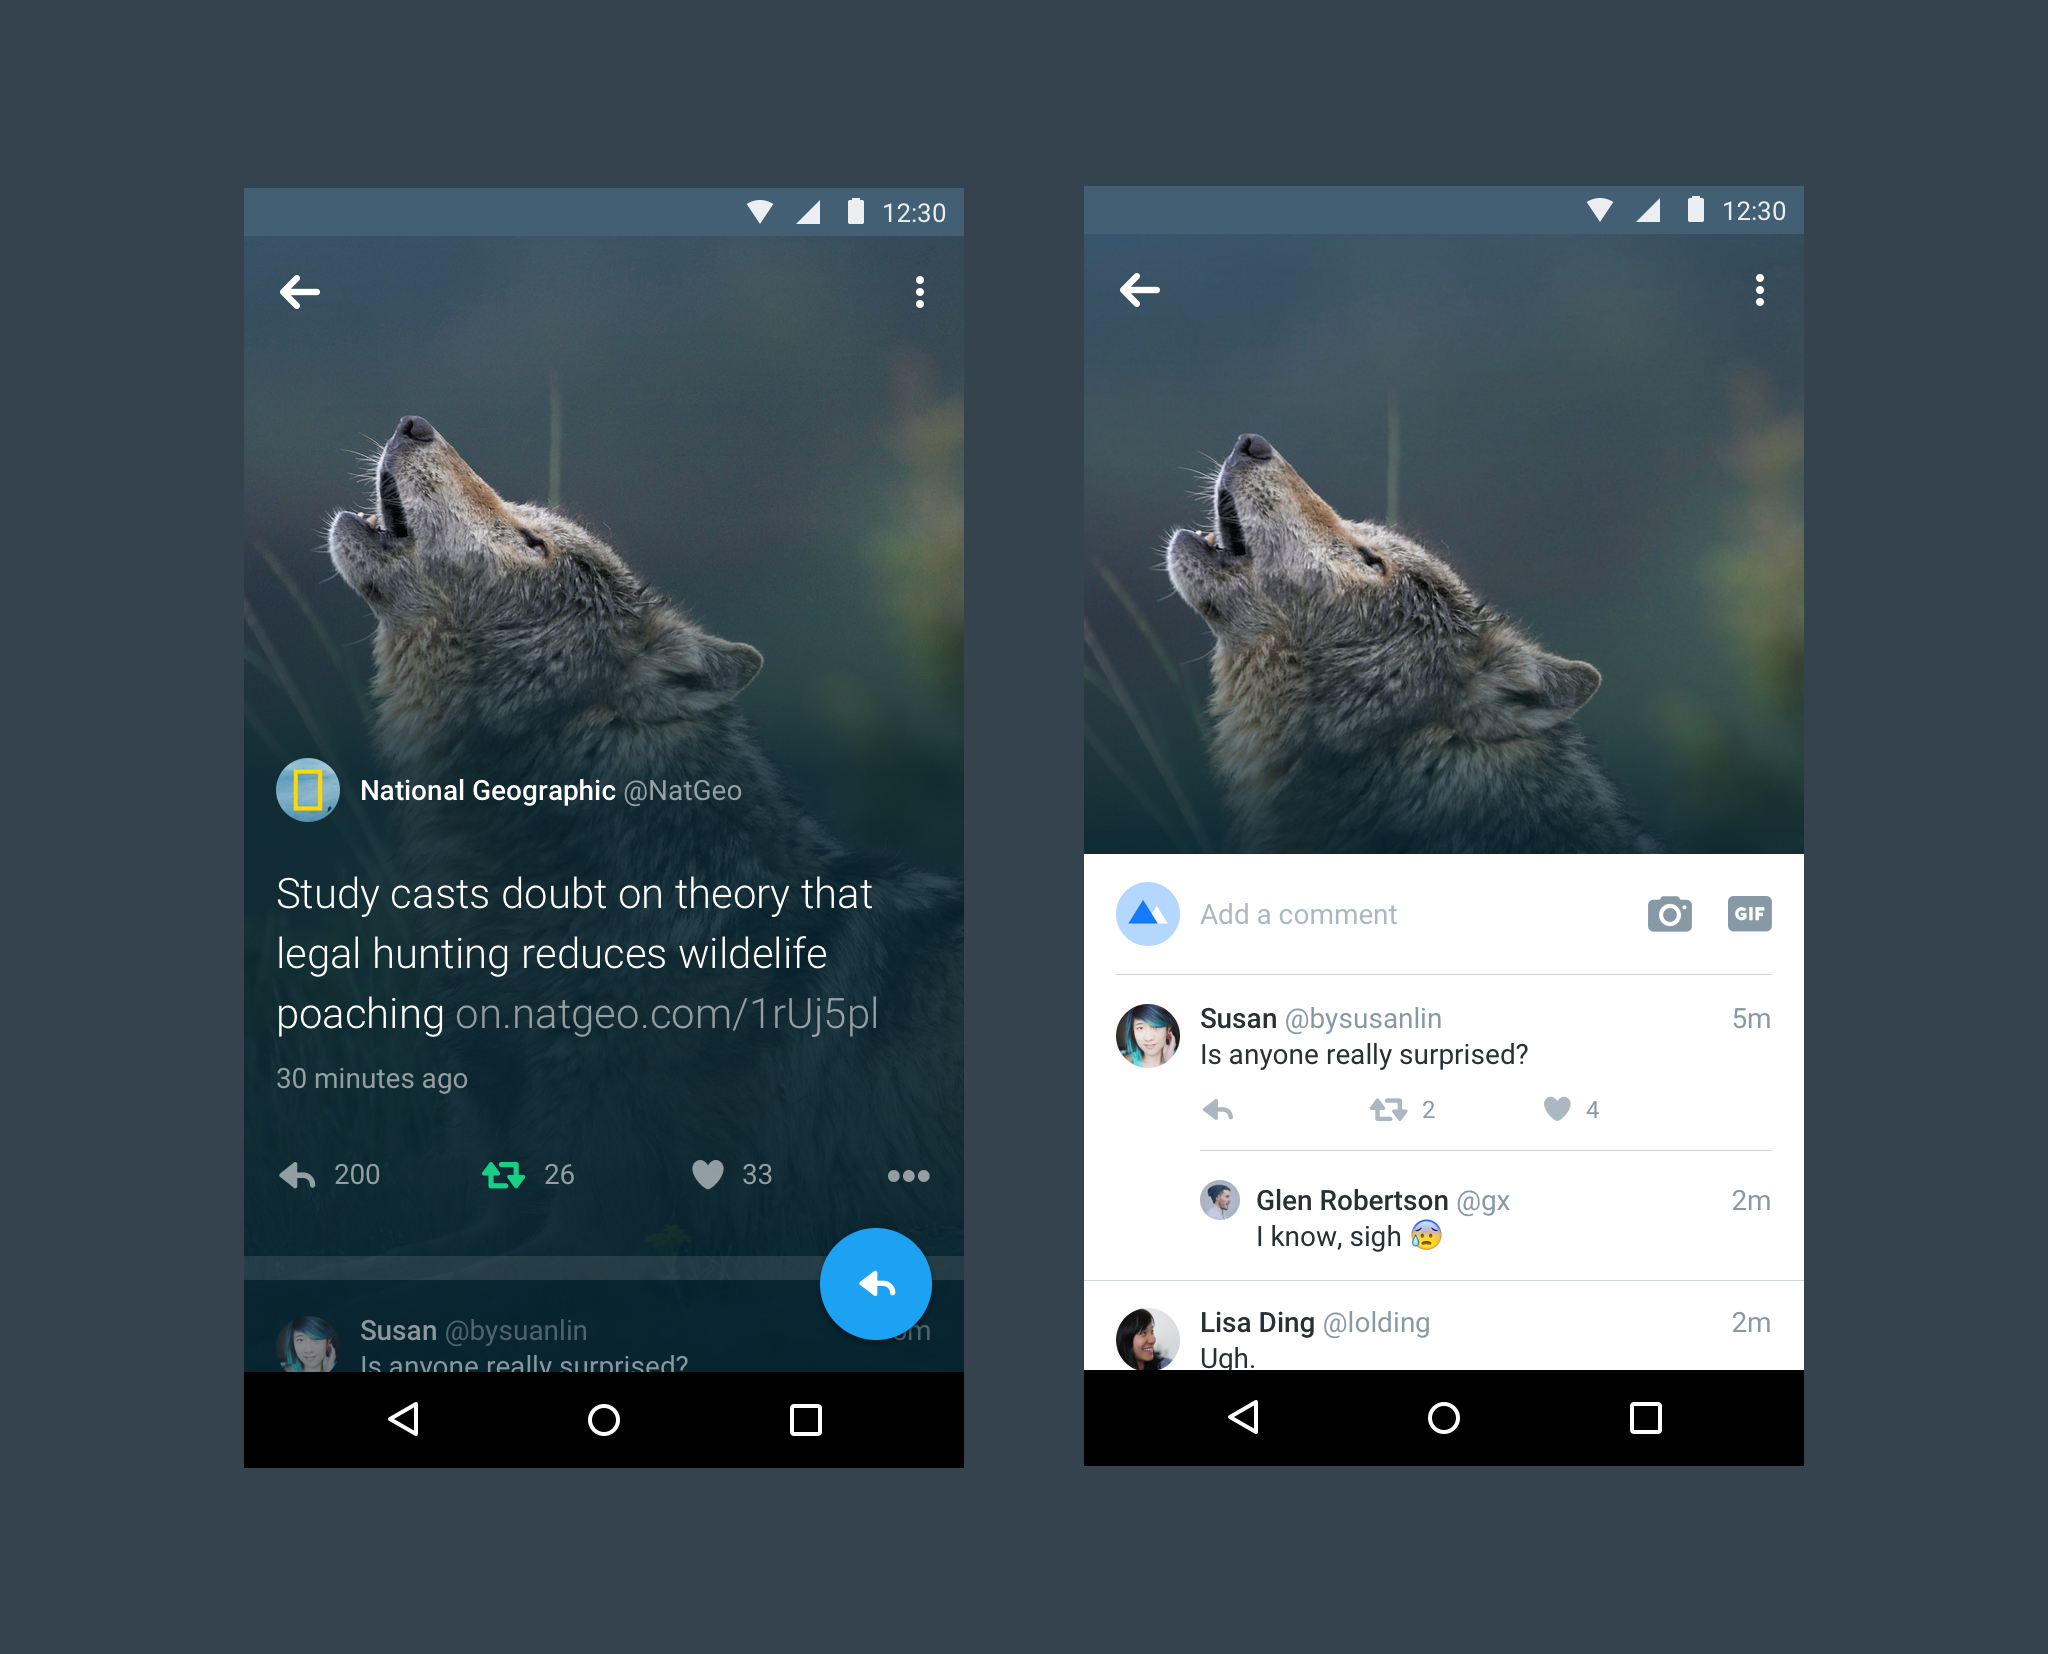 12:30
National Geographic @NatGeo
Study casts doubt on theory that
legal hunting reduces wildelife
poaching on.natgeo.com/1rUj5pl
30 minutes ago
200 26 33
Susan @bysuanlin
Is anyone really surprised?
12:30
Add a comment GIF
Susan @bysusanlin 5m
Is anyone really surprised?
2 4
Glen Robertson @gx 2m
I know, sigh 😰
Lisa Ding @lolding 2m
Ugh.